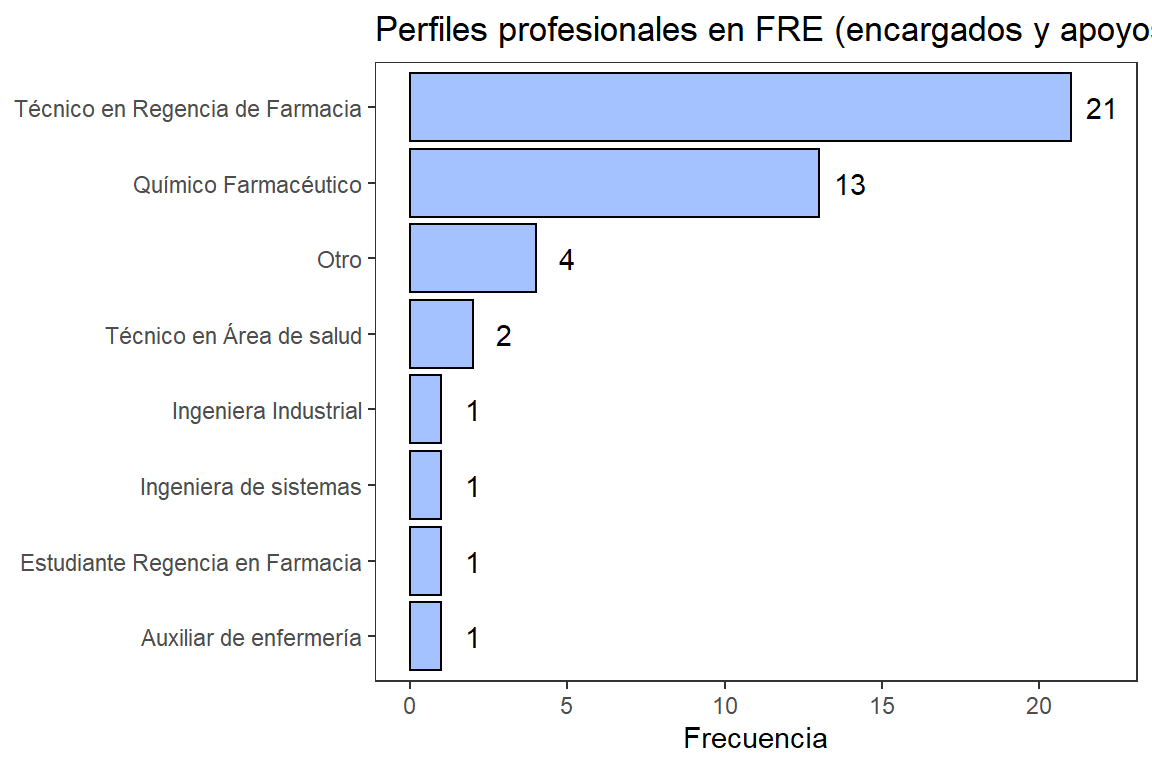 Perfiles profesionales en FRE (encargados y apoyos
Técnico en Regencia de Farmacia
21
Químico Farmacéutico
13
Otro
4
Técnico en Área de salud
2
Ingeniera Industrial
1
Ingeniera de sistemas
1
Estudiante Regencia en Farmacia
1
Auxiliar de enfermería
1
0 5 10 15 20
Frecuencia